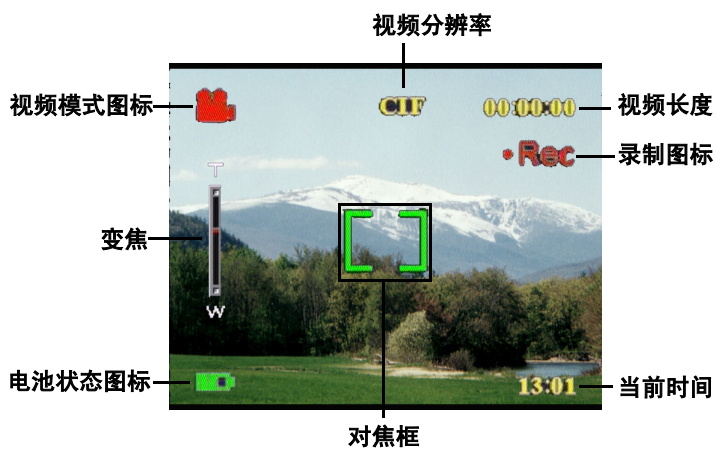 视频分辨率
视频模式图标
CIF
00:00:00
视频长度
Rec
录制图标
T
变焦
W
电池状态图标
13:01
当前时间
对焦框